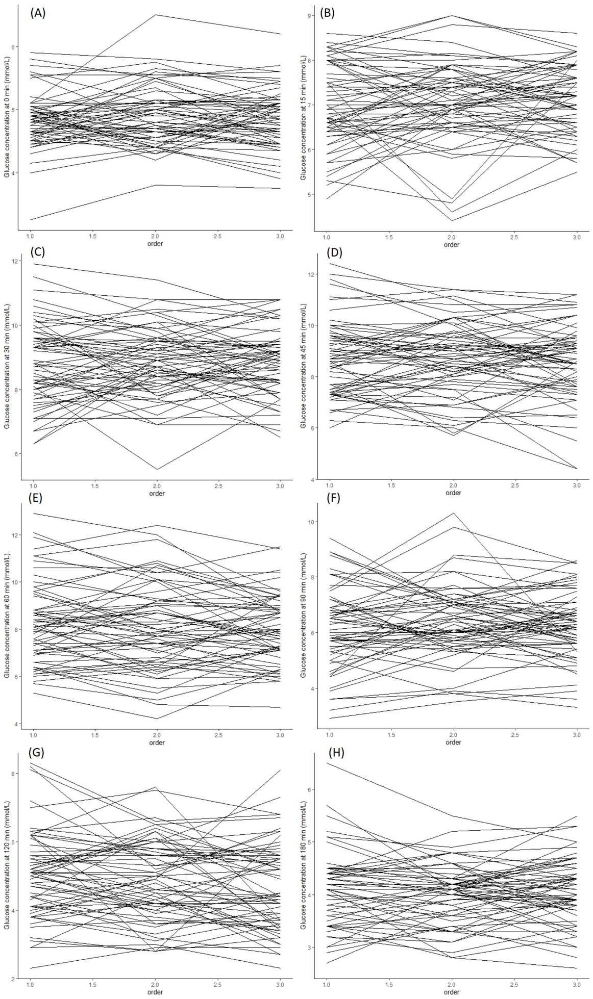 (A)
Glucose concentration at 0 min (mmol/L)
6
5
4
1.0 1.5 2.0 2.5 3.0
order
(B)
Glucose concentration at 15 min (mmol/L)
9
8
7
6
5
1.0 1.5 2.0 2.5 3.0
order
(C)
Glucose concentration at 30 min (mmol/L)
12
10
8
6
1.0 1.5 2.0 2.5 3.0
order
(D)
Glucose concentration at 45 min (mmol/L)
12
10
8
6
4
1.0 1.5 2.0 2.5 3.0
order
(E)
Glucose concentration at 60 min (mmol/L)
12
10
8
6
4
1.0 1.5 2.0 2.5 3.0
order
(F)
Glucose concentration at 90 min (mmol/L)
10
8
6
4
1.0 1.5 2.0 2.5 3.0
order
(G)
Glucose concentration at 120 min (mmol/L)
8
6
4
2
1.0 1.5 2.0 2.5 3.0
order
(H)
Glucose concentration at 180 min (mmol/L)
6
5
4
3
1.0 1.5 2.0 2.5 3.0
order